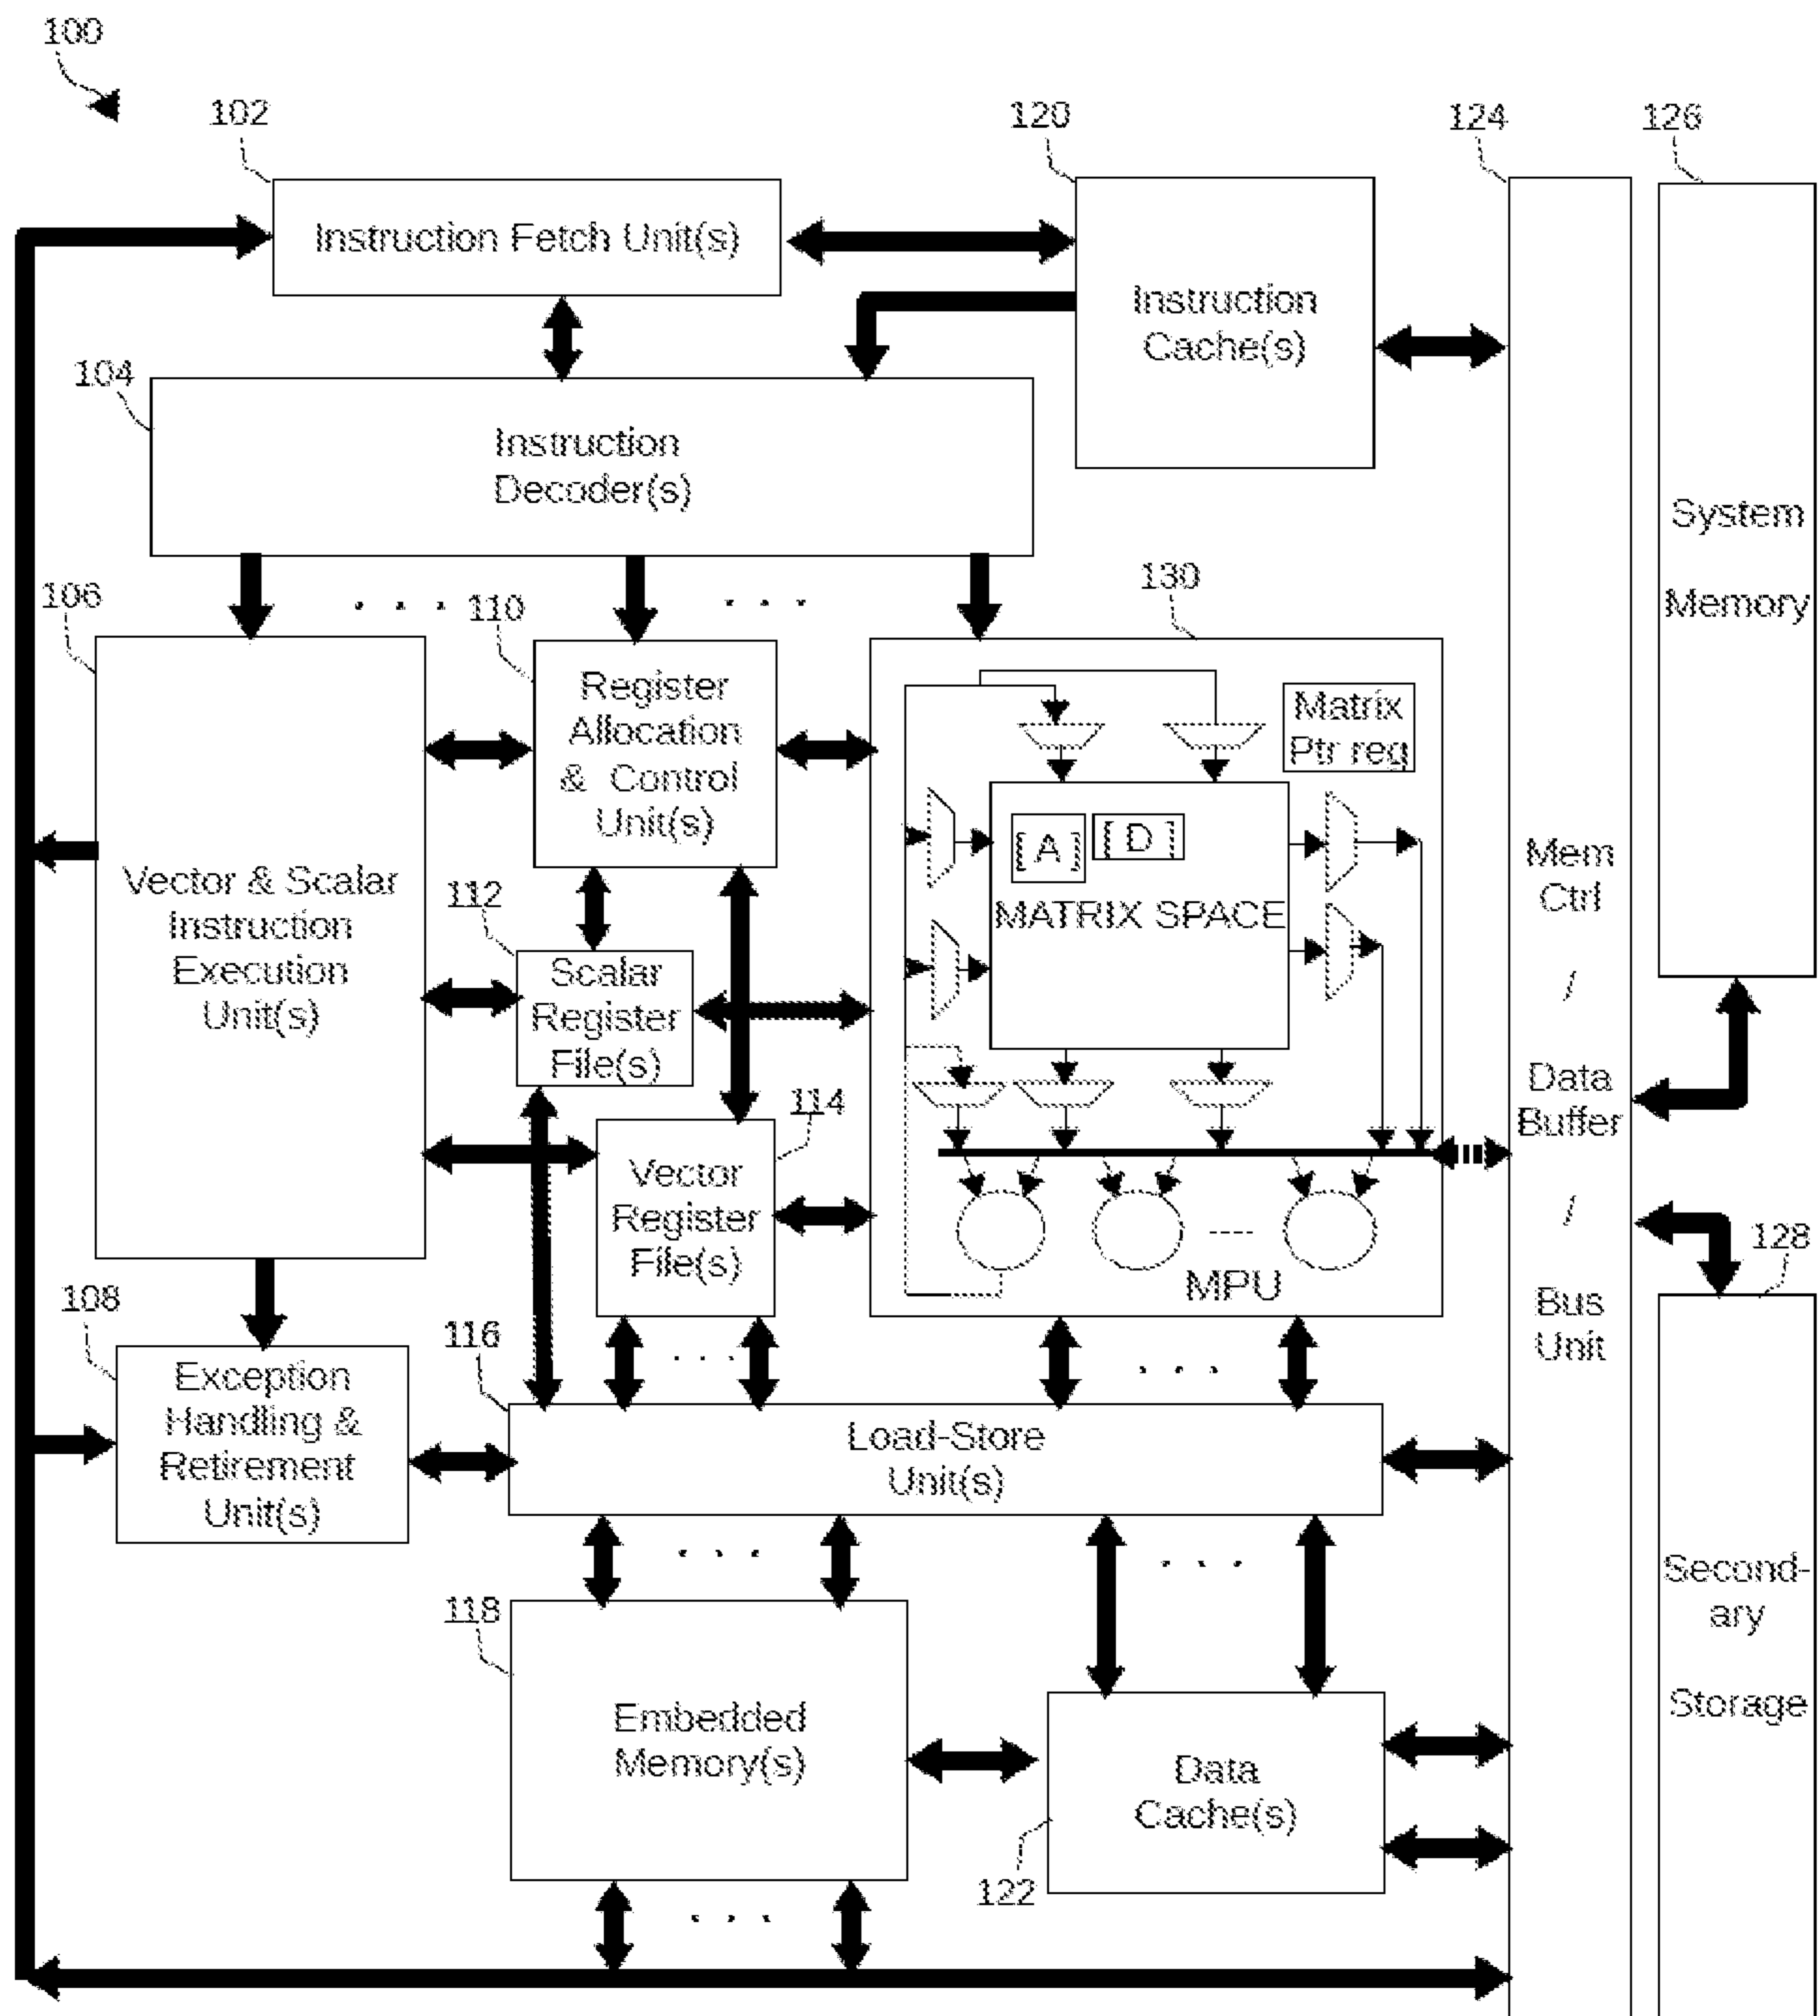 100
102
120
124
126
Instruction Fetch Unit(s)
Instruction
Cache(s)
104
Instruction
Decoder(s)
System
Memory
106
. . .
110
. . .
130
Register
Allocation
& Control
Unit(s)
Matrix
Ptr reg
[ A ]
[ D ]
MATRIX SPACE
Vector & Scalar
Instruction
Execution
Unit(s)
112
Scalar
Register
File(s)
Mem
Ctrl
/
Data
Buffer
/
Bus
Unit
114
Vector
Register
File(s)
MPU
128
108
Exception
Handling &
Retirement
Unit(s)
116
. . .
. . .
Load-Store
Unit(s)
. . .
. . .
Second-
ary
Storage
118
Embedded
Memory(s)
Data
Cache(s)
122
. . .